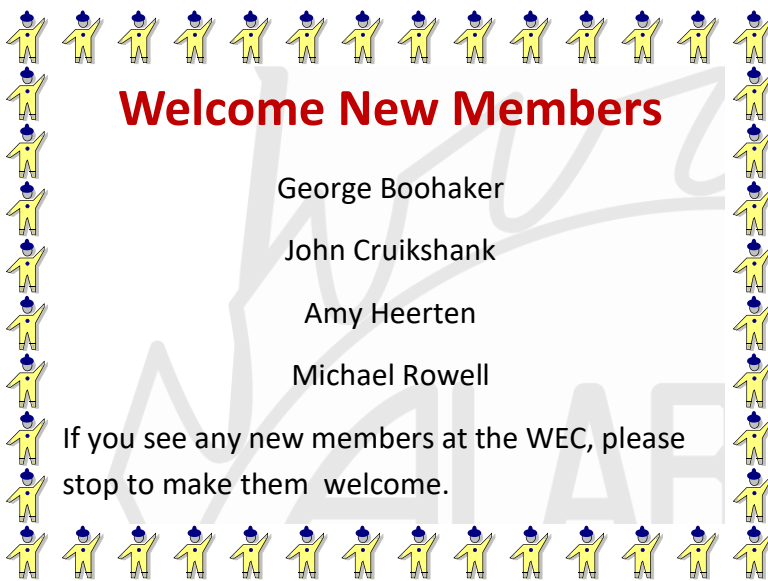 Welcome New Members
George Boohaker
John Cruikshank
Amy Heerten
Michael Rowell
If you see any new members at the WEC, please
stop to make them  welcome.